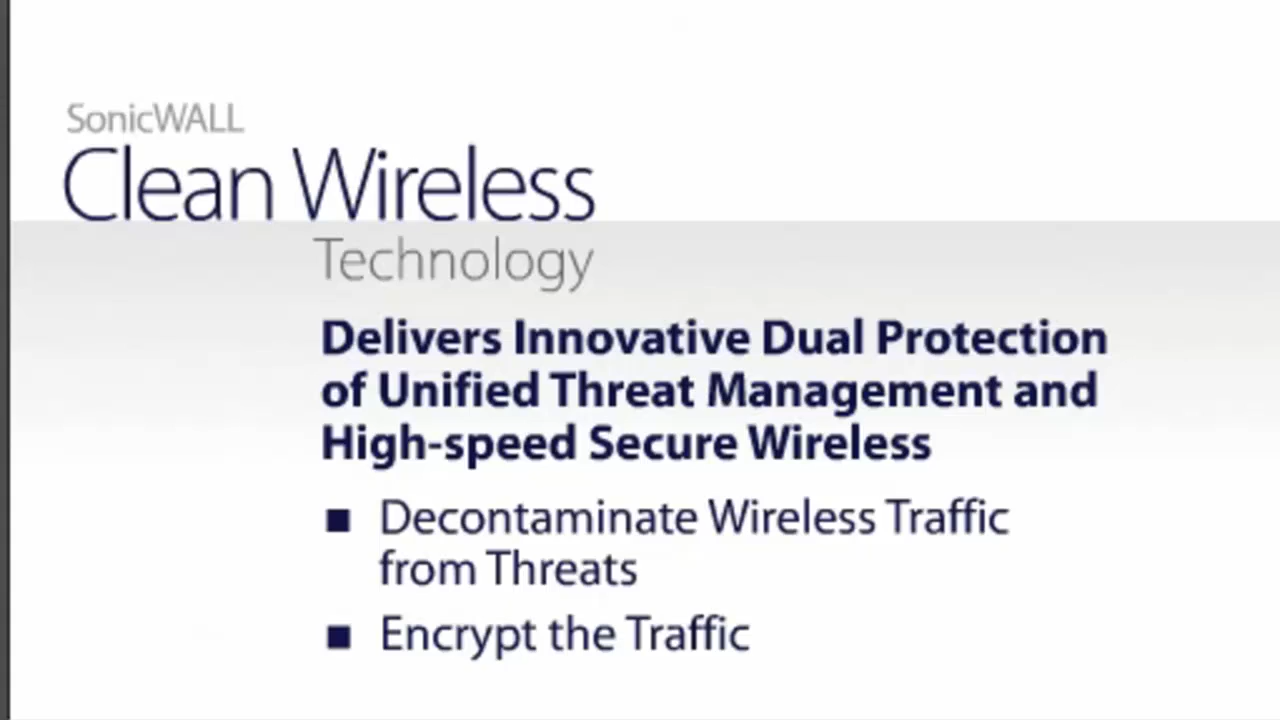 SonicWALL
Clean Wireless
Technology
Delivers Innovative Dual Protection
of Unified Threat Management and
High-speed Secure Wireless
■ Decontaminate Wireless Traffic
from Threats
■ Encrypt the Traffic